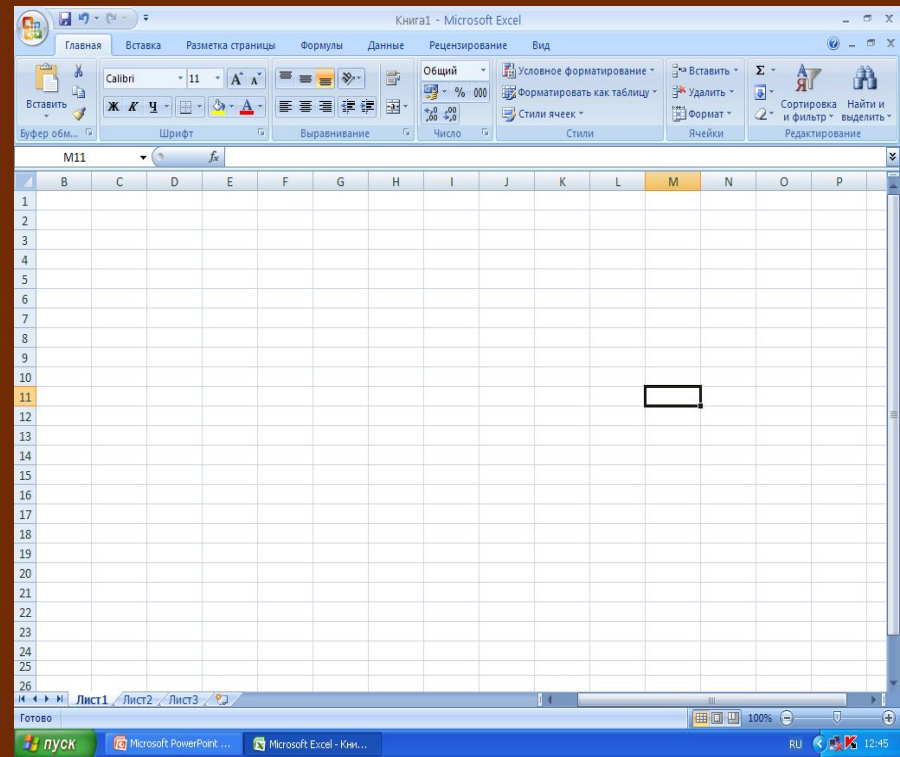 Книга1 - Microsoft Excel
Главная Вставка Разметка страницы Формулы Данные Рецензирование Вид
Вставить
Calibri 11
Ж К Ч
Общий
% 000
Условное форматирование
Форматировать как таблицу
Стили ячеек
Вставить
Удалить
Формат
Σ
Сортировка и фильтр
Найти и выделить
Буфер обм... Шрифт Выравнивание Число Стили Ячейки Редактирование
M11 fx
B C D E F G H I J K L M N O P
1
2
3
4
5
6
7
8
9
10
11
12
13
14
15
16
17
18
19
20
21
22
23
24
25
26
Лист1 Лист2 Лист3
Готово 100%
пуск Microsoft PowerPoint ... Microsoft Excel - Кни... RU 12:45